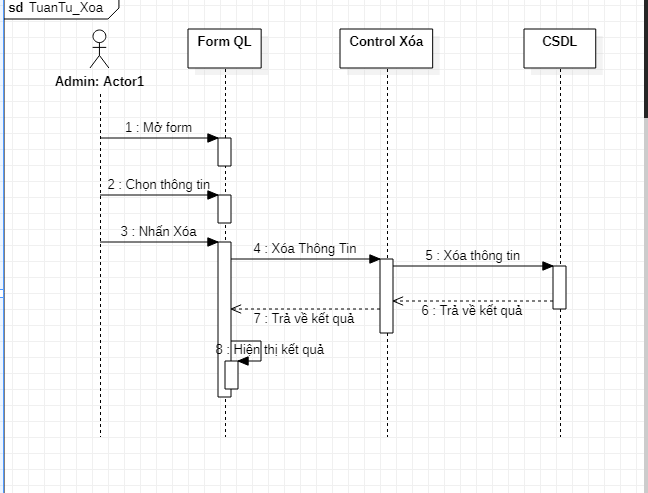 sd TuanTu_Xoa
Form QL
Control Xóa
CSDL
Admin: Actor1
1 : Mở form
2 : Chọn thông tin
3 : Nhấn Xóa
4 : Xóa Thông Tin
5 : Xóa thông tin
6 : Trả về kết quả
7 : Trả về kết quả
8 : Hiện thị kết quả